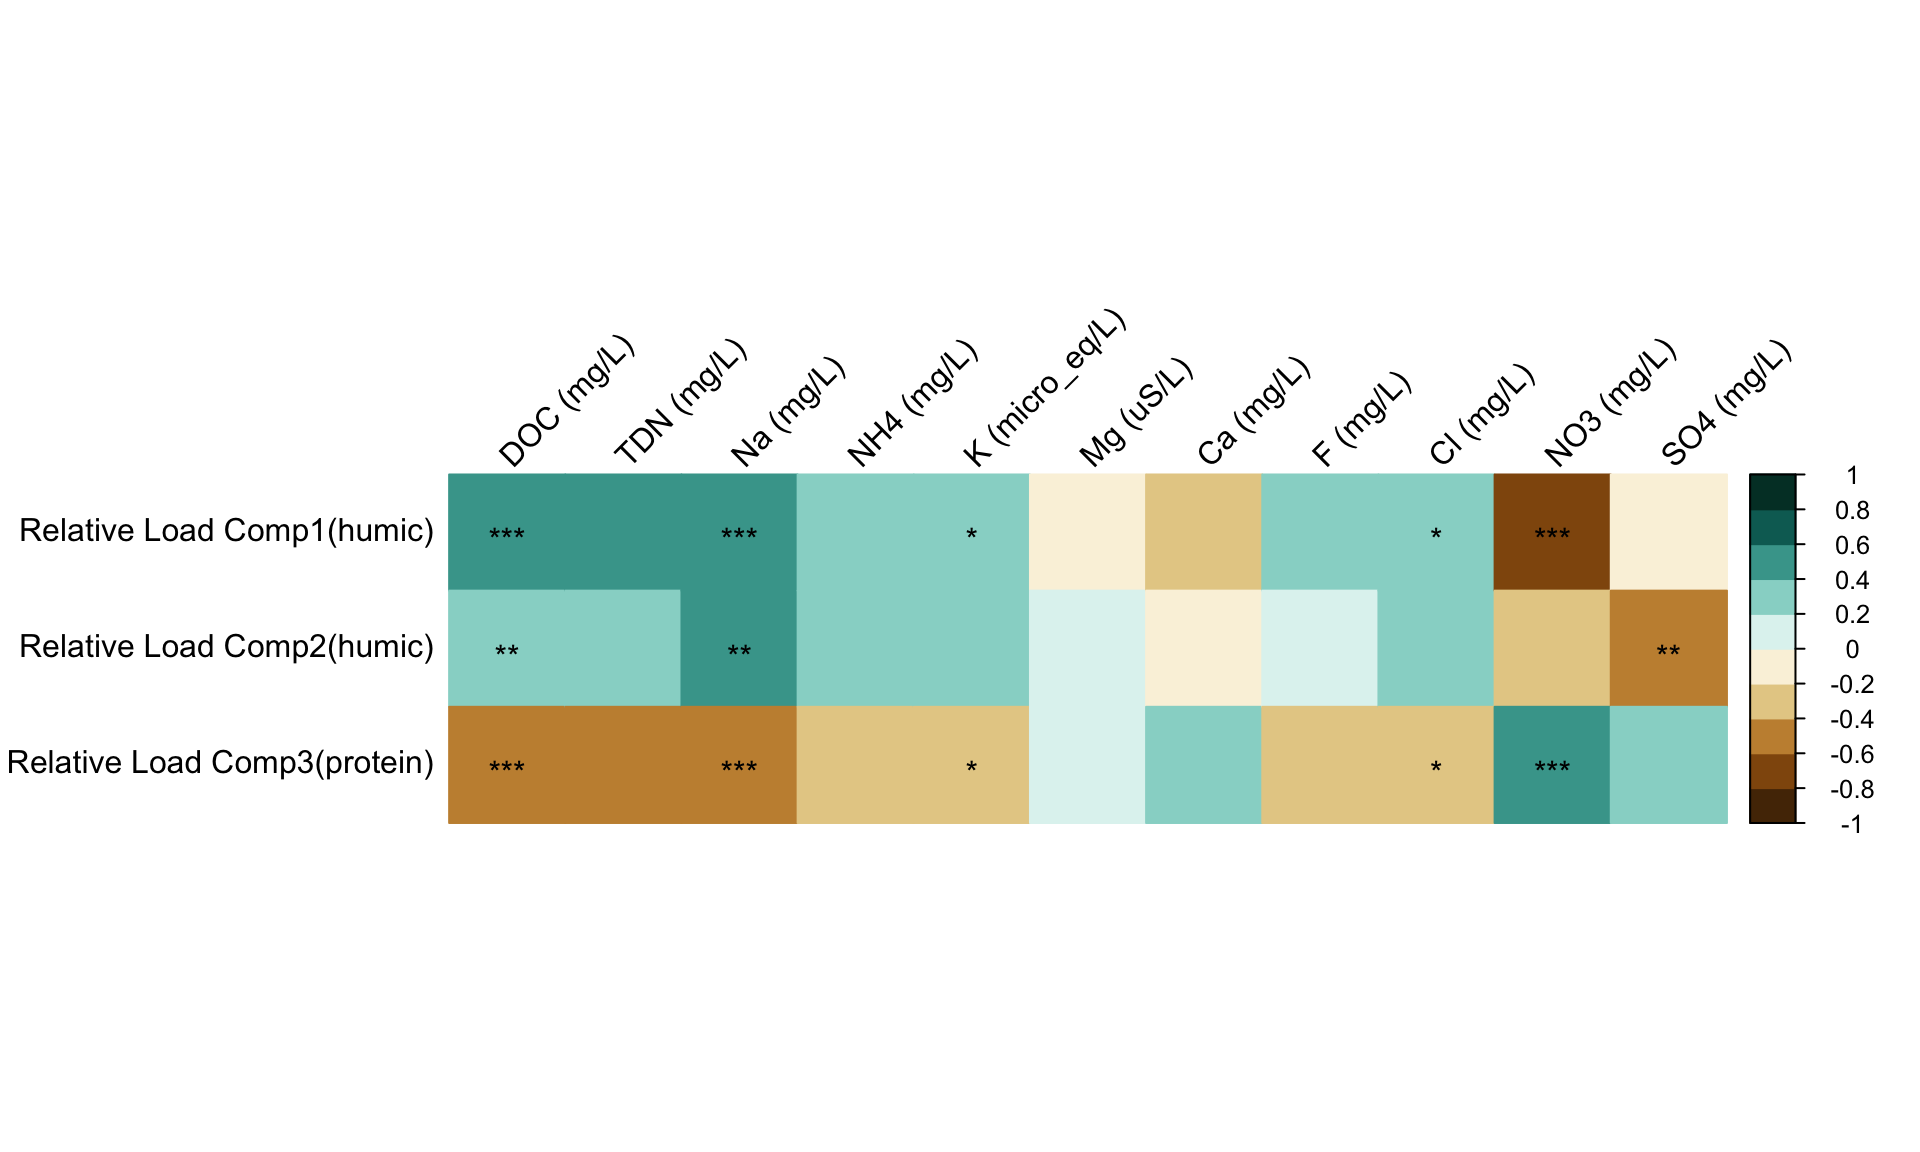 DOC (mg/L)
TDN (mg/L)
Na (mg/L)
NH4 (mg/L)
K (micro_eq/L)
Mg (uS/L)
Ca (mg/L)
F (mg/L)
Cl (mg/L)
NO3 (mg/L)
SO4 (mg/L)
Relative Load Comp1(humic)
*** *** * * ***
Relative Load Comp2(humic)
** ** **
Relative Load Comp3(protein)
*** *** * * ***
1
0.8
0.6
0.4
0.2
0
-0.2
-0.4
-0.6
-0.8
-1